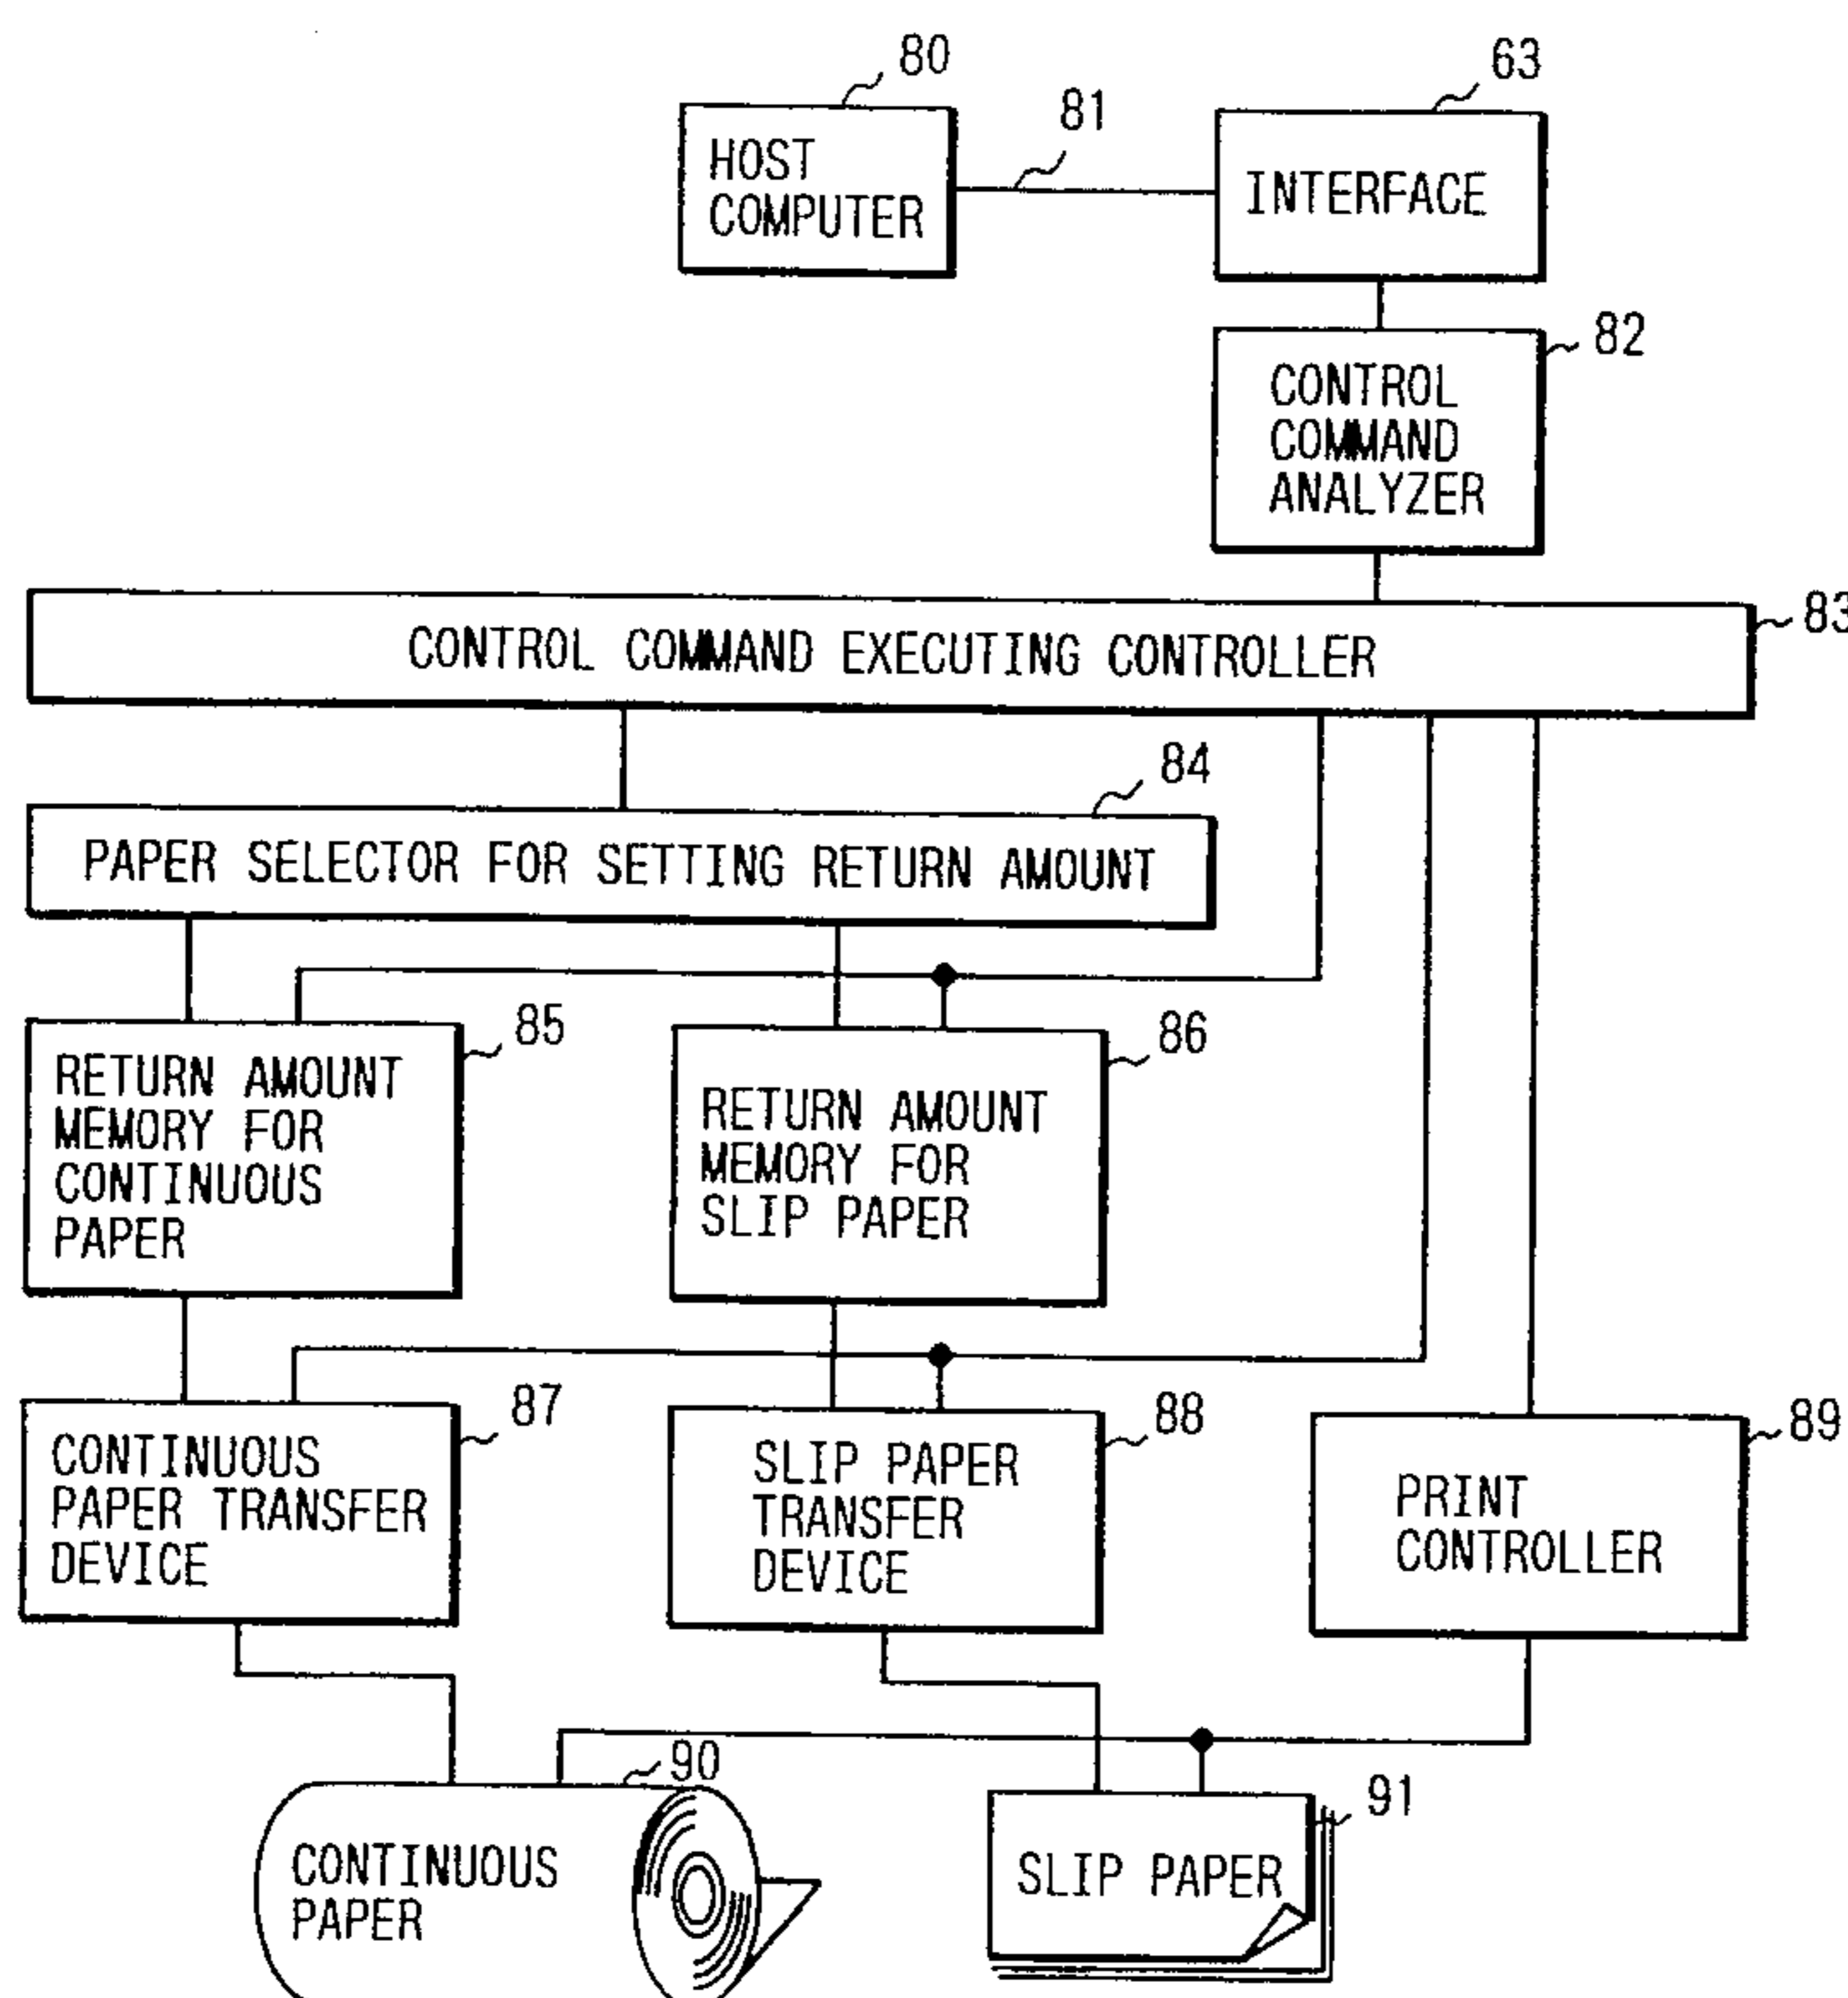 80
63
81
HOST
COMPUTER
INTERFACE
82
CONTROL
COMMAND
ANALYZER
83
CONTROL COMMAND EXECUTING CONTROLLER
84
PAPER SELECTOR FOR SETTING RETURN AMOUNT
85
86
RETURN AMOUNT
MEMORY FOR
CONTINUOUS
PAPER
RETURN AMOUNT
MEMORY FOR
SLIP PAPER
87
88
89
CONTINUOUS
PAPER TRANSFER
DEVICE
SLIP PAPER
TRANSFER
DEVICE
PRINT
CONTROLLER
90
91
CONTINUOUS
PAPER
SLIP PAPER